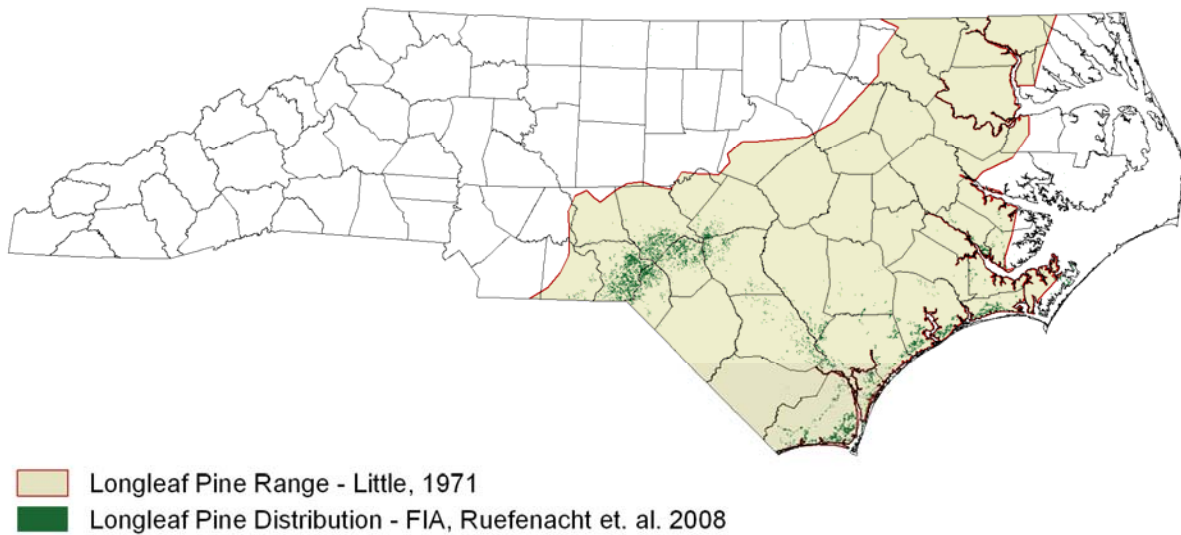 Longleaf Pine Range - Little, 1971
Longleaf Pine Distribution - FIA, Ruefenacht et. al. 2008